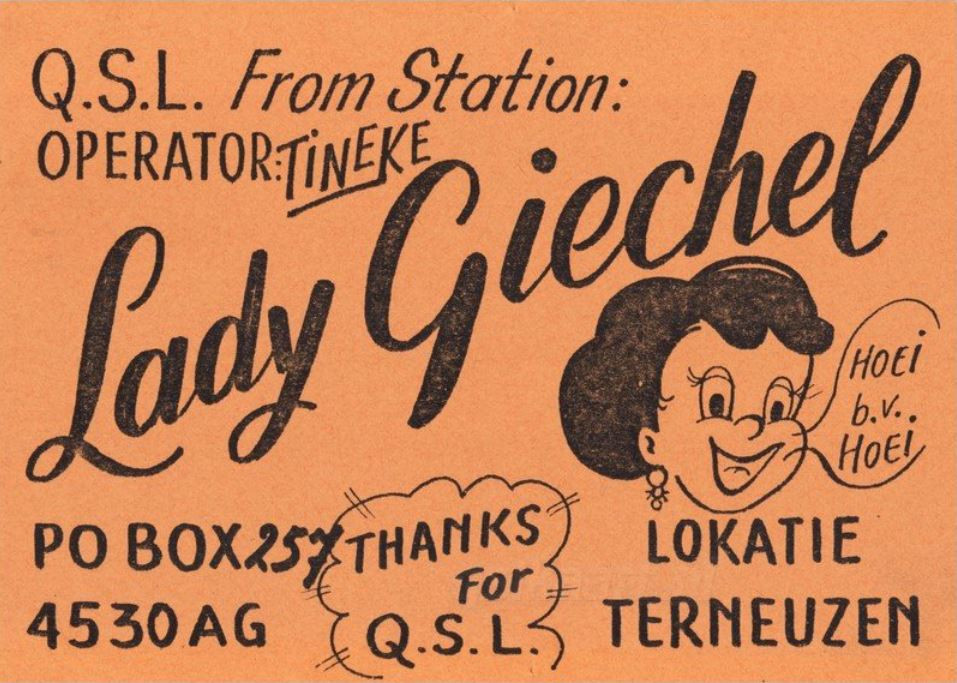 Q.S.L. From Station:
OPERATOR: TiNEKE
Lady Giechel
HOEi
b.v..
HOEi
PO BOX 257
4530 AG
THANKS
For
Q.S.L.
LOKATIE
TERNEUZEN